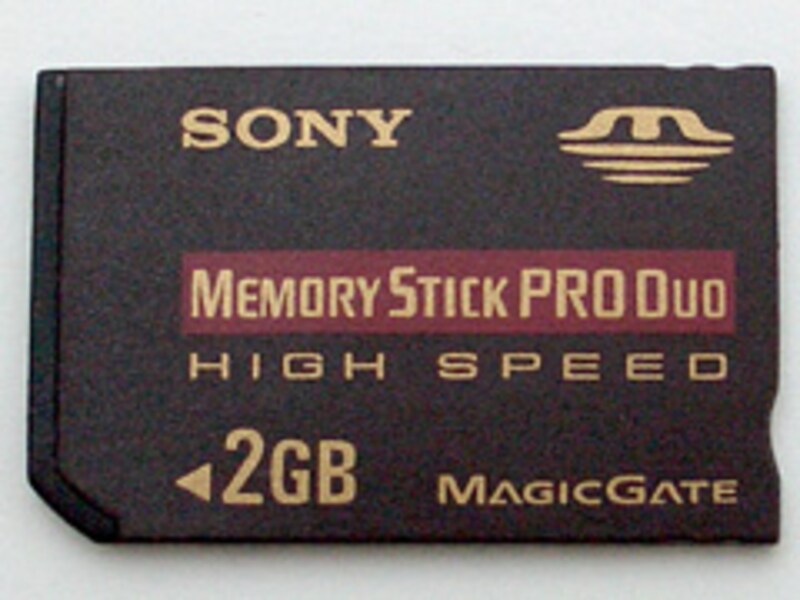 SONY
MEMORY STICK PRO DUO
HIGH SPEED
2GB
MAGICGATE